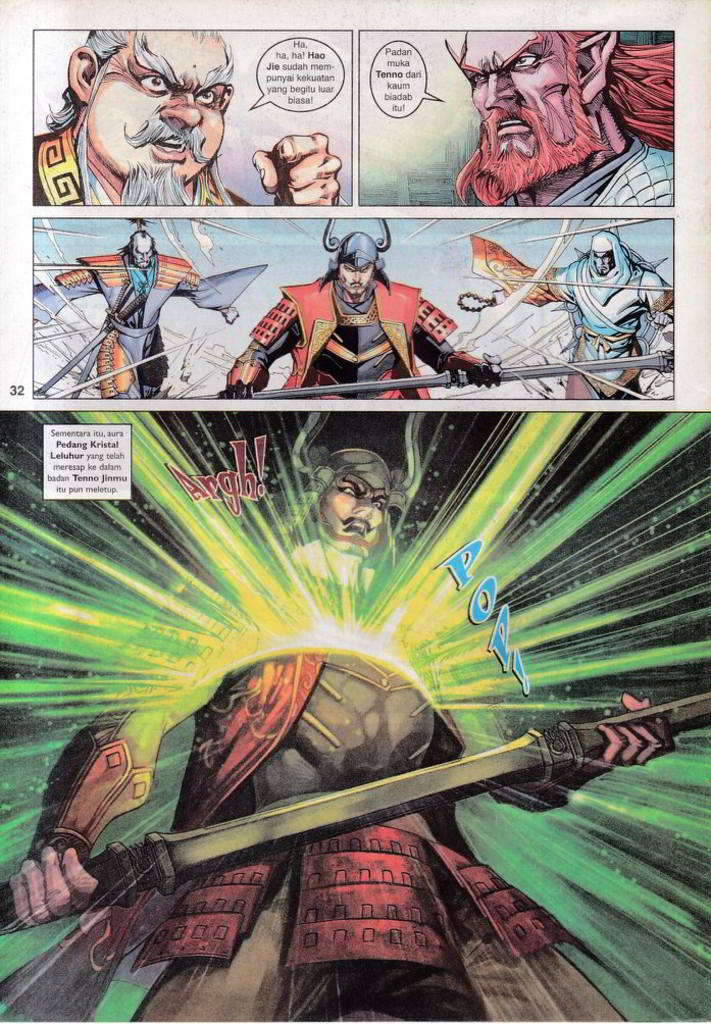 Ha,
ha, ha! Hao
Jie sudah mem-
punyai kekuatan
yang begitu luar
biasa!
Padan
muka
Tenno dari
kaum
biadab
itu!
32
Sementara itu, aura
Pedang Kristal
Leluhur yang telah
meresap ke dalam
badan Tenno Jinmu
itu pun meletup.
Argh!
POP!